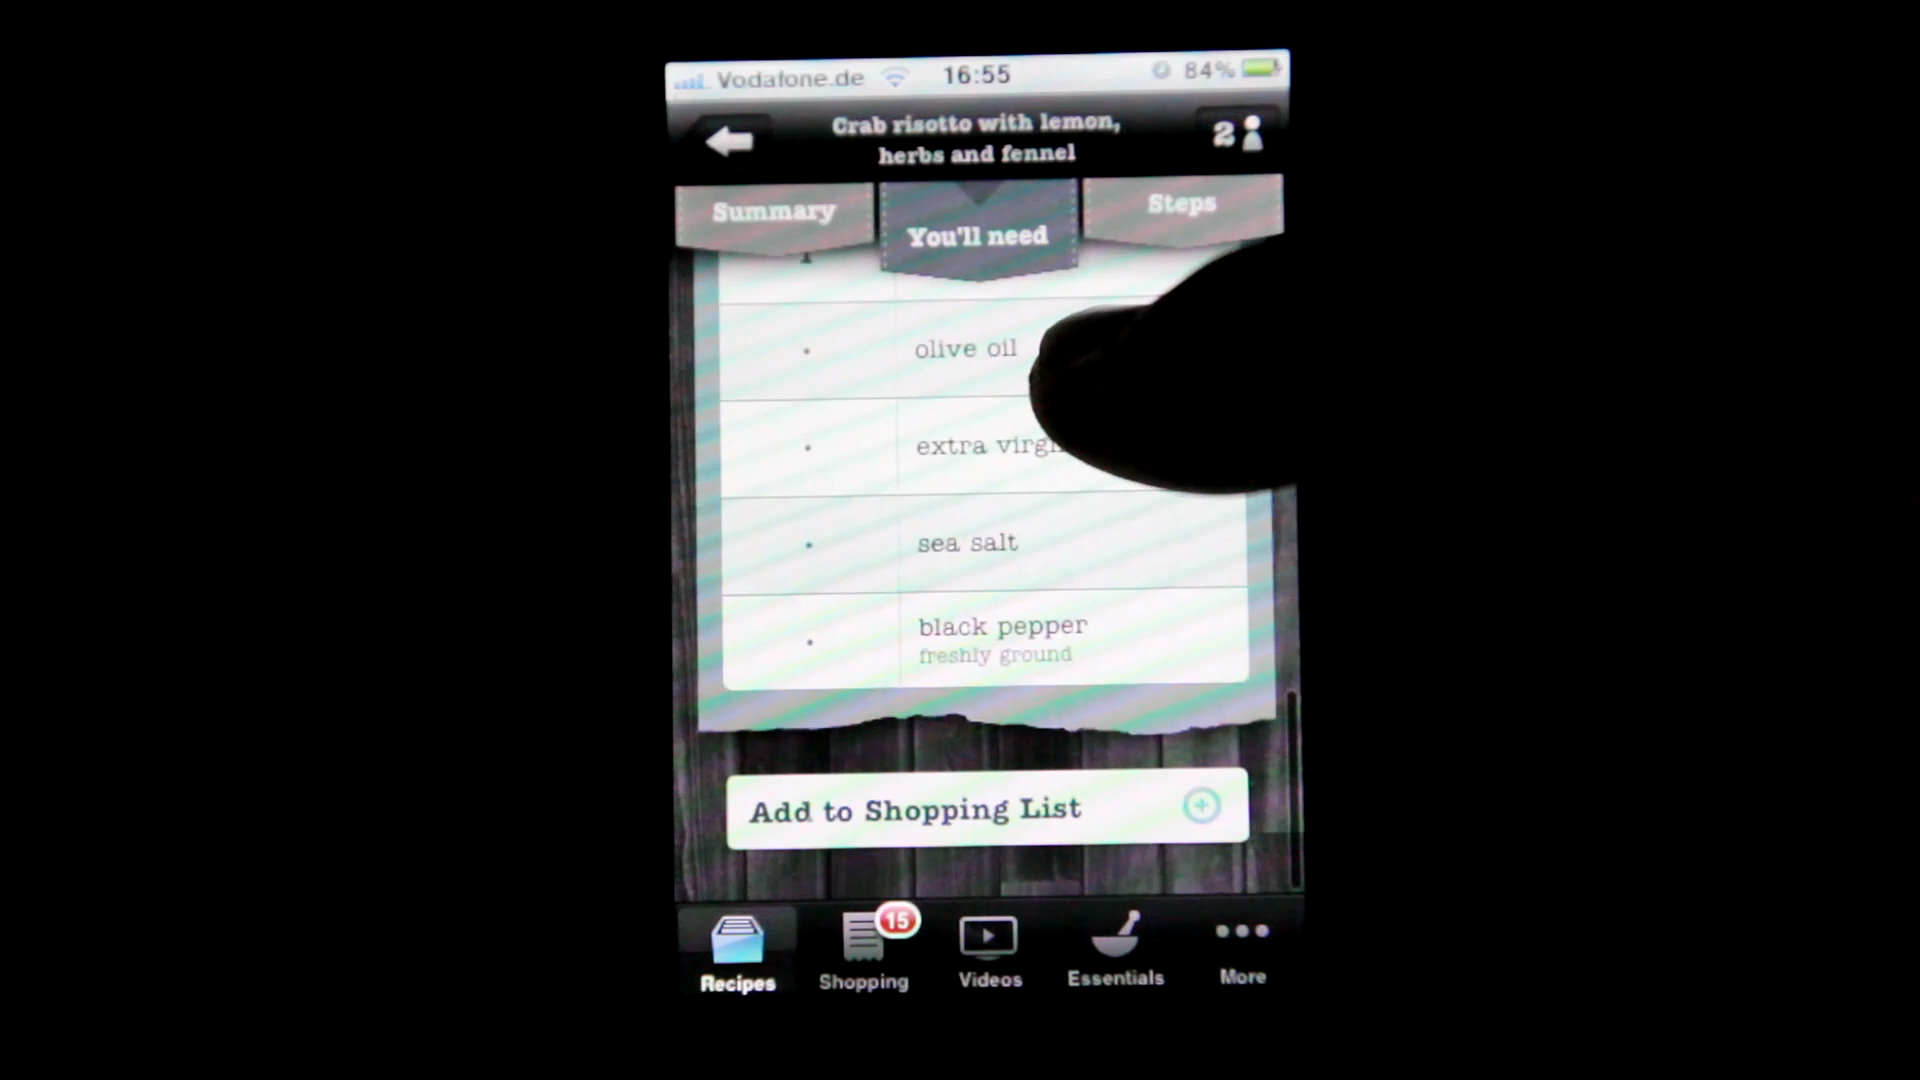 Vodafone.de 16:55 84%
Crab risotto with lemon,
herbs and fennel
2
Summary
You'll need
Steps
olive oil
extra
sea salt
black pepper
freshly ground
Add to Shopping List
15
Recipes
Shopping
Videos
Essentials
More